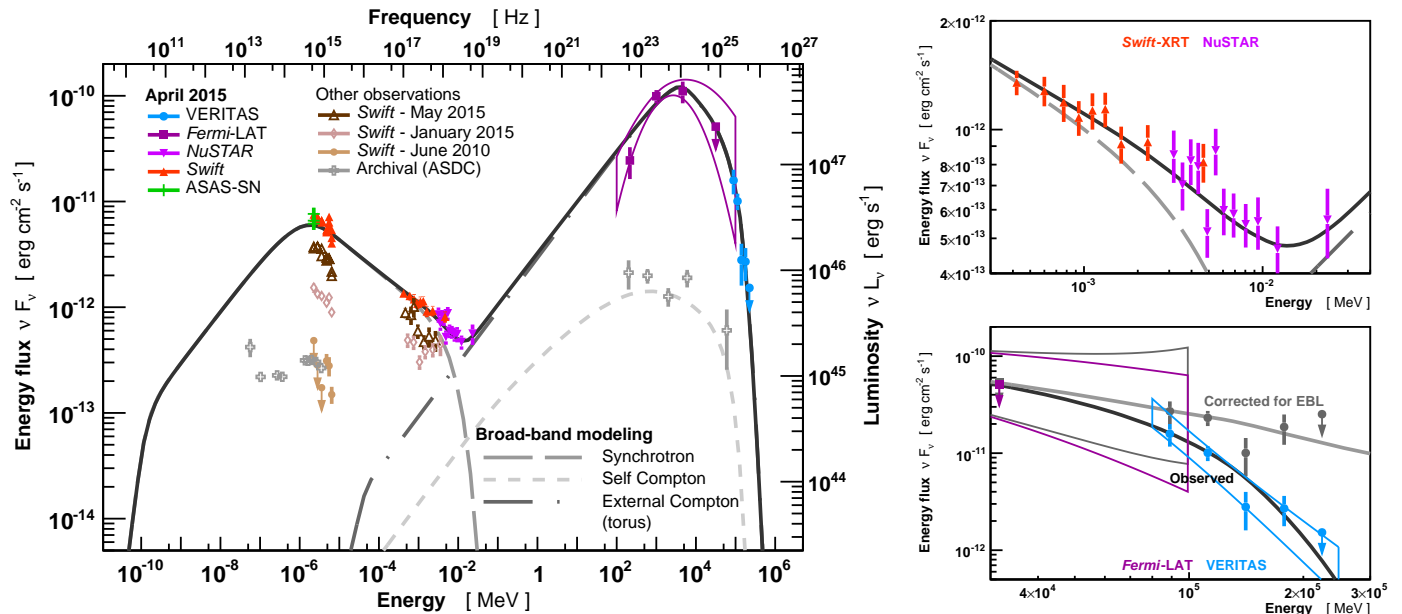 Frequency [ Hz ]
10^11 10^13 10^15 10^17 10^19 10^21 10^23 10^25 10^27
Energy flux ν F_ν [ erg cm^-2 s^-1 ]
10^-10
10^-11
10^-12
10^-13
10^-14
April 2015
VERITAS
Fermi-LAT
NuSTAR
Swift
ASAS-SN
Other observations
Swift - May 2015
Swift - January 2015
Swift - June 2010
Archival (ASDC)
Broad-band modeling
Synchrotron
Self Compton
External Compton
(torus)
10^47
10^46
10^45
10^44
Luminosity ν L_ν [ erg s^-1 ]
10^-10 10^-8 10^-6 10^-4 10^-2 1 10^2 10^4 10^6
Energy [ MeV ]
Energy flux ν F_ν [ erg cm^-2 s^-1 ]
2×10^-12
10^-12
8×10^-13
7×10^-13
6×10^-13
5×10^-13
4×10^-13
Swift-XRT NuSTAR
10^-3 10^-2
Energy [ MeV ]
Energy flux ν F_ν [ erg cm^-2 s^-1 ]
10^-10
10^-11
10^-12
Corrected for EBL
Observed
Fermi-LAT VERITAS
4×10^4 10^5 2×10^5 3×10^5
Energy [ MeV ]